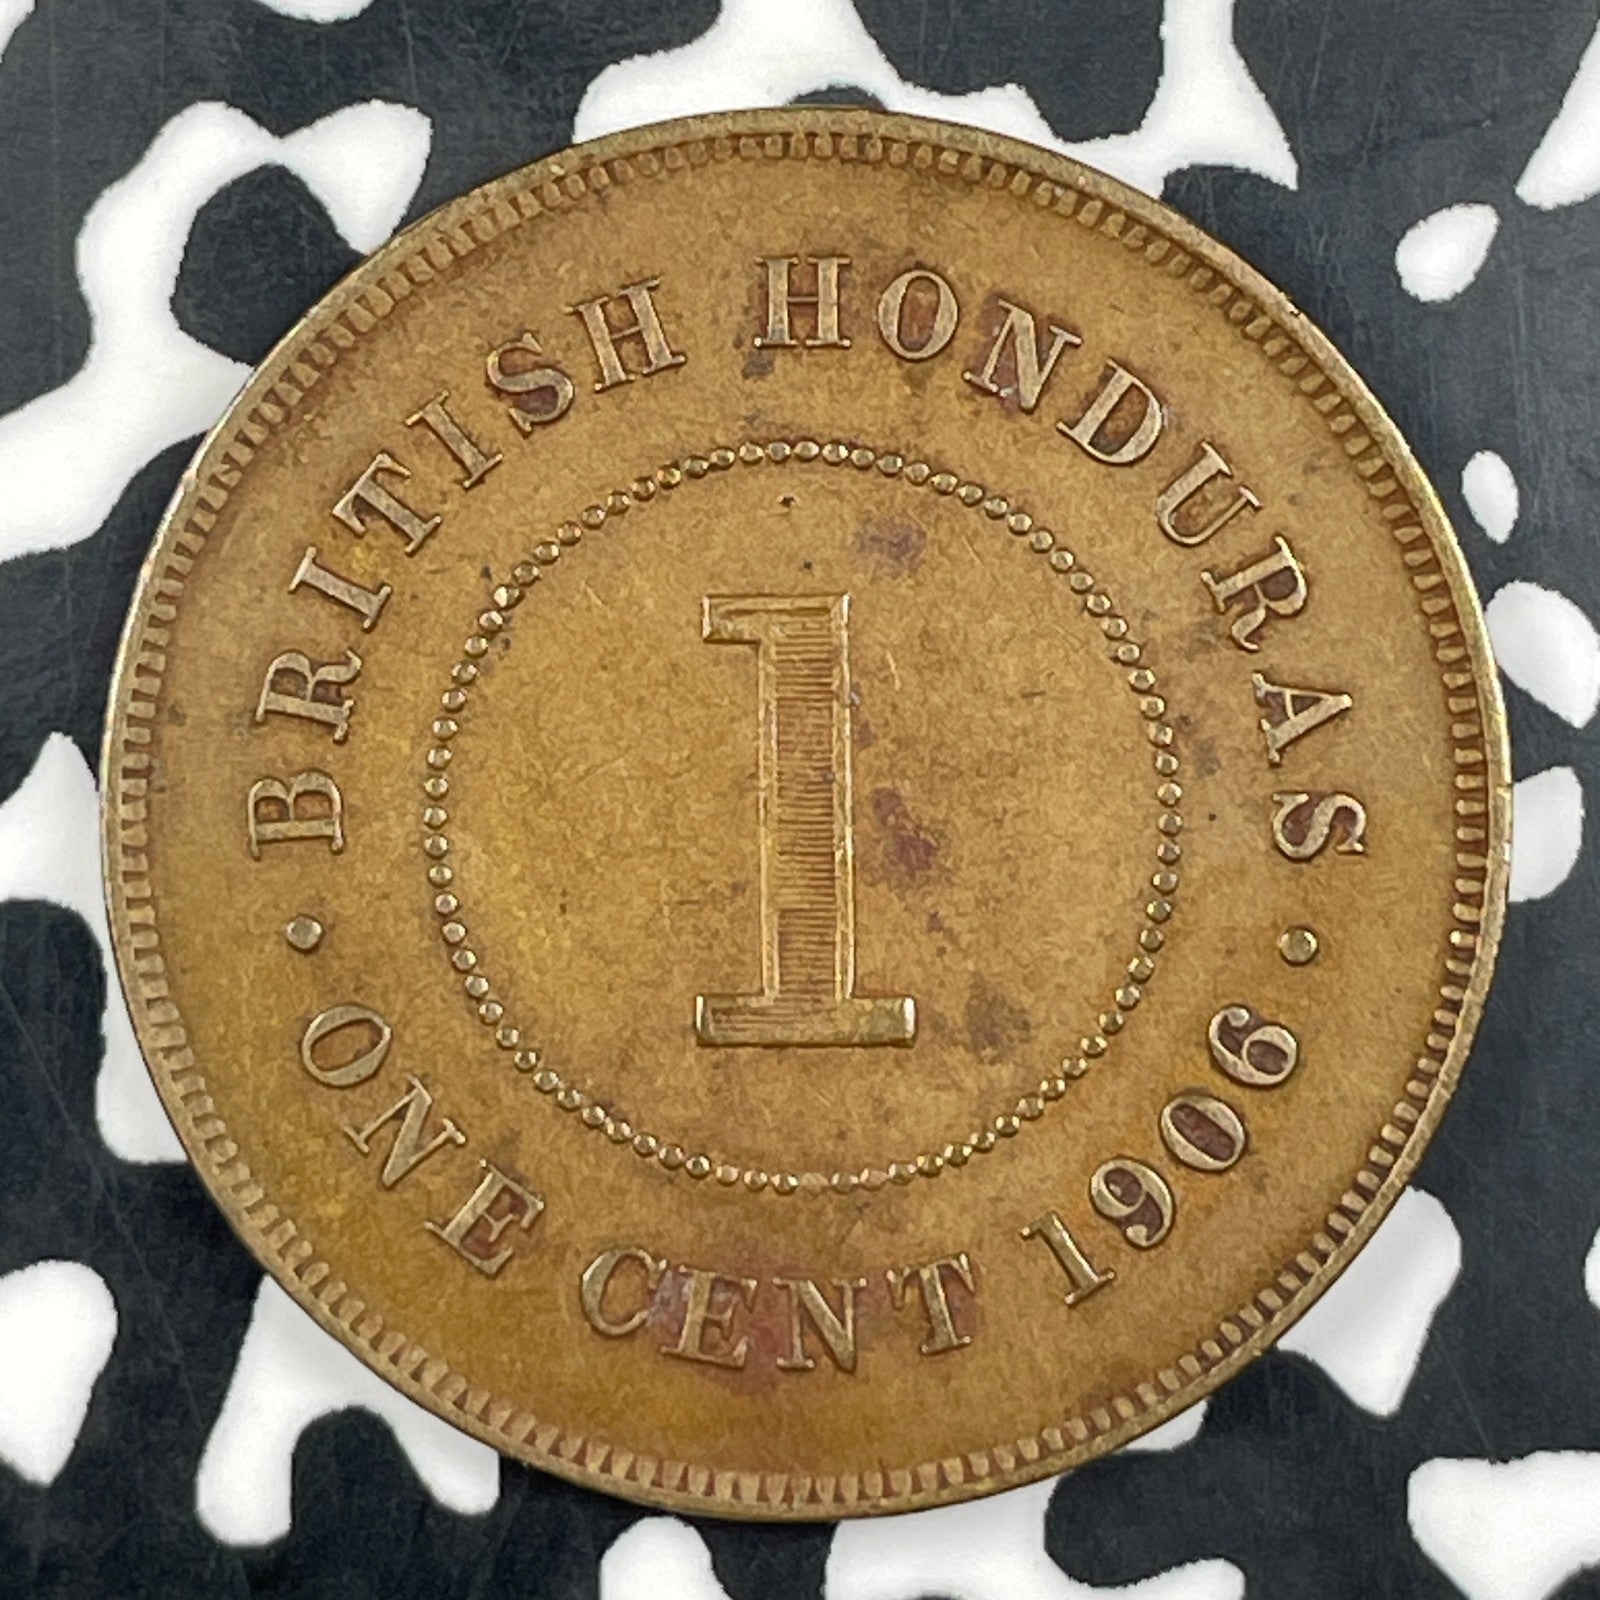 BRITISH HONDURAS
· ONE CENT 1906 ·
1